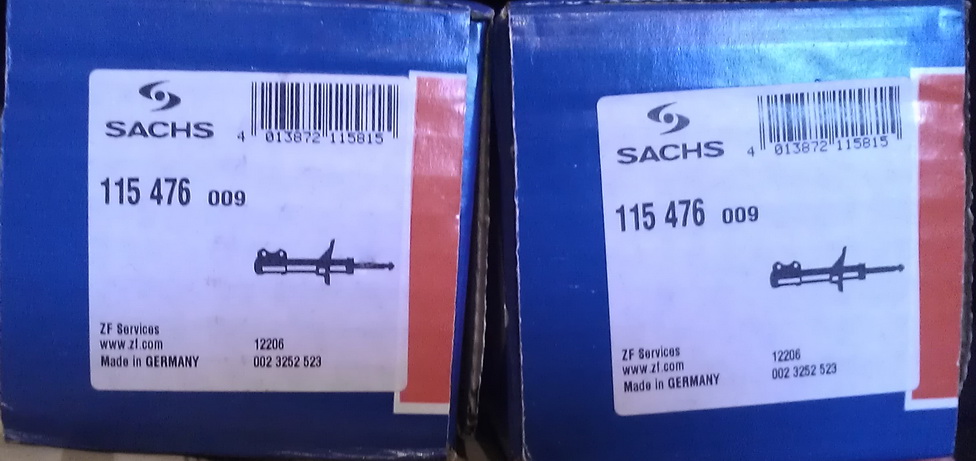 SACHS
4 013872 115815
115 476 009
ZF Services
www.zf.com
Made in GERMANY
12206
002 3252 523
SACHS
4 013872 115815
115 476 009
ZF Services
www.zf.com
Made in GERMANY
12206
002 3252 523